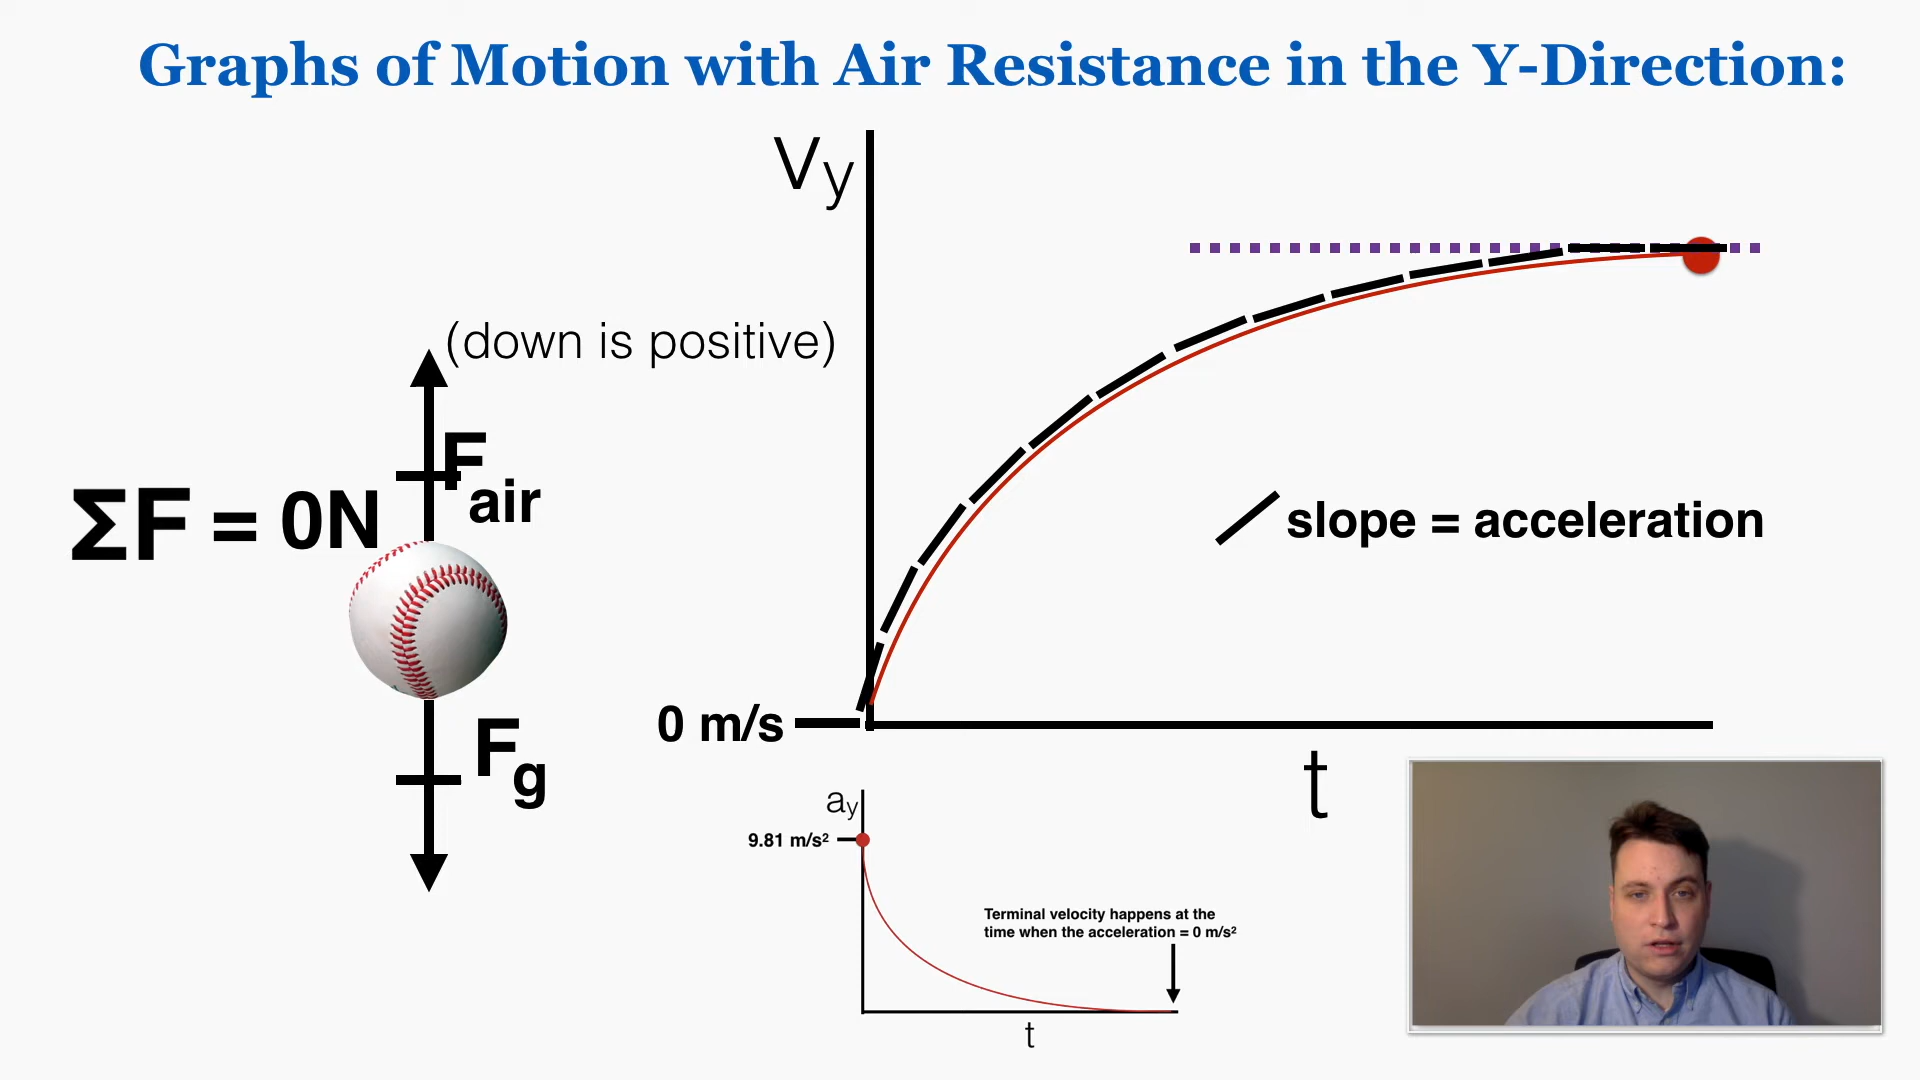 Graphs of Motion with Air Resistance in the Y-Direction:
Vy
(down is positive)
Fair
ΣF = 0N
slope = acceleration
Fg
0 m/s
t
ay
9.81 m/s²
Terminal velocity happens at the
time when the acceleration = 0 m/s²
t